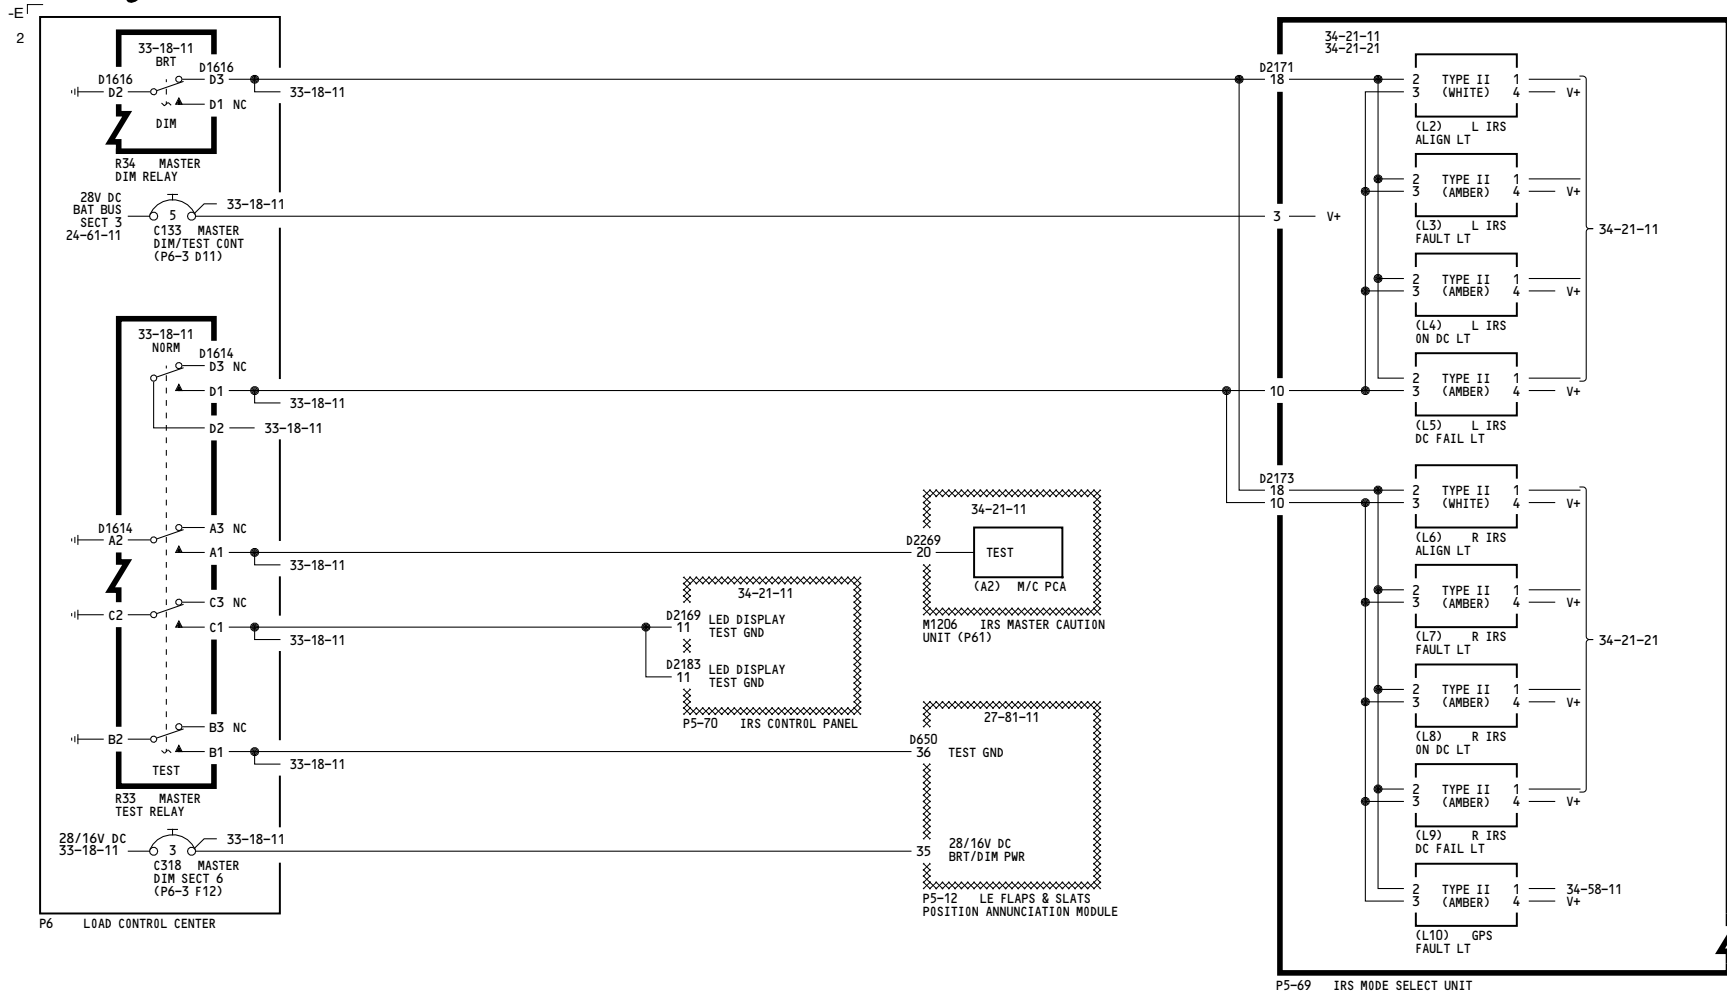 -E
2
33-18-11
BRT
D1616
D3
D1616
D2
33-18-11
D1 NC
DIM
R34 MASTER
DIM RELAY
28V DC
BAT BUS
SECT 3
24-61-11
5
33-18-11
C133 MASTER
DIM/TEST CONT
(P6-3 D11)
33-18-11
NORM
D1614
D3 NC
D1
33-18-11
D2
33-18-11
D1614
A2
A3 NC
A1
33-18-11
C2
C3 NC
C1
33-18-11
B2
B3 NC
B1
33-18-11
TEST
R33 MASTER
TEST RELAY
28/16V DC
33-18-11
3
33-18-11
C318 MASTER
DIM SECT 6
(P6-3 F12)
P6 LOAD CONTROL CENTER
34-21-11
D2169
11
LED DISPLAY
TEST GND
D2183
11
LED DISPLAY
TEST GND
P5-70 IRS CONTROL PANEL
34-21-11
D2269
20
TEST
(A2) M/C PCA
M1206 IRS MASTER CAUTION
UNIT (P61)
27-81-11
D650
36
TEST GND
35
28/16V DC
BRT/DIM PWR
P5-12 LE FLAPS & SLATS
POSITION ANNUNCIATION MODULE
34-21-11
34-21-21
D2171
18
3
V+
10
D2173
18
10
2 TYPE II 1
3 (WHITE) 4 V+
(L2) L IRS
ALIGN LT
2 TYPE II 1
3 (AMBER) 4 V+
(L3) L IRS
FAULT LT
34-21-11
2 TYPE II 1
3 (AMBER) 4 V+
(L4) L IRS
ON DC LT
2 TYPE II 1
3 (AMBER) 4 V+
(L5) L IRS
DC FAIL LT
2 TYPE II 1
3 (WHITE) 4 V+
(L6) R IRS
ALIGN LT
2 TYPE II 1
3 (AMBER) 4 V+
(L7) R IRS
FAULT LT
34-21-21
2 TYPE II 1
3 (AMBER) 4 V+
(L8) R IRS
ON DC LT
2 TYPE II 1
3 (AMBER) 4 V+
(L9) R IRS
DC FAIL LT
2 TYPE II 1 34-58-11
3 (AMBER) 4 V+
(L10) GPS
FAULT LT
P5-69 IRS MODE SELECT UNIT